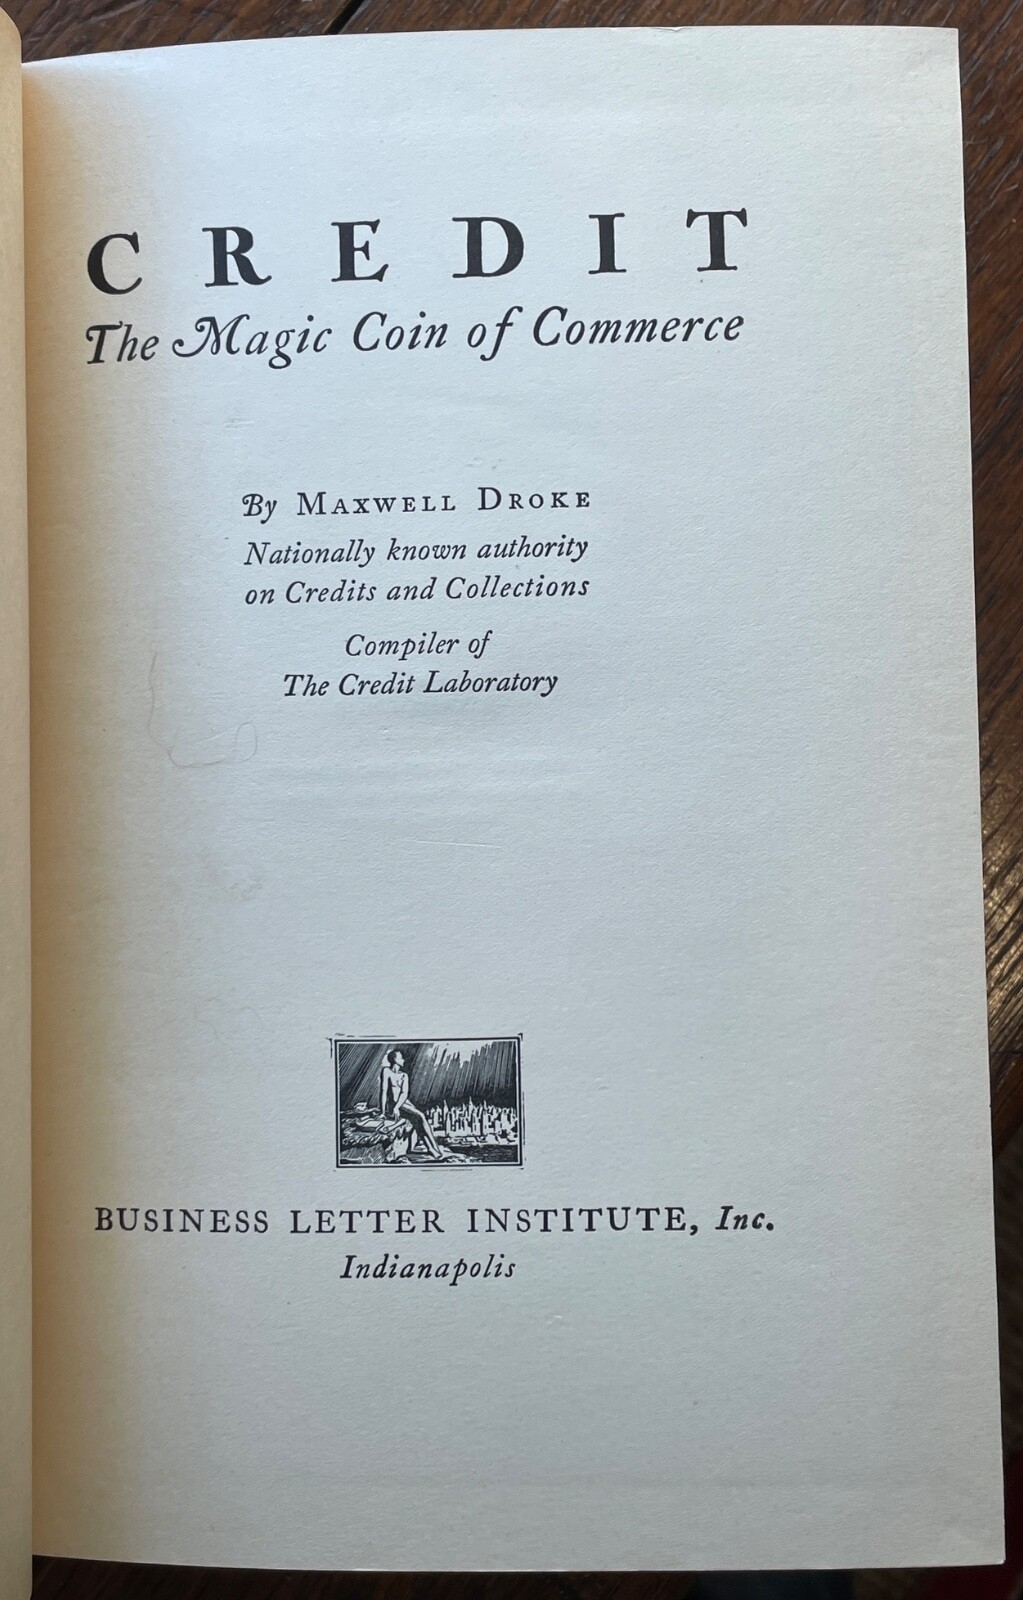 CREDIT
The Magic Coin of Commerce
By MAXWELL DROKE
Nationally known authority
on Credits and Collections
Compiler of
The Credit Laboratory
BUSINESS LETTER INSTITUTE, Inc.
Indianapolis